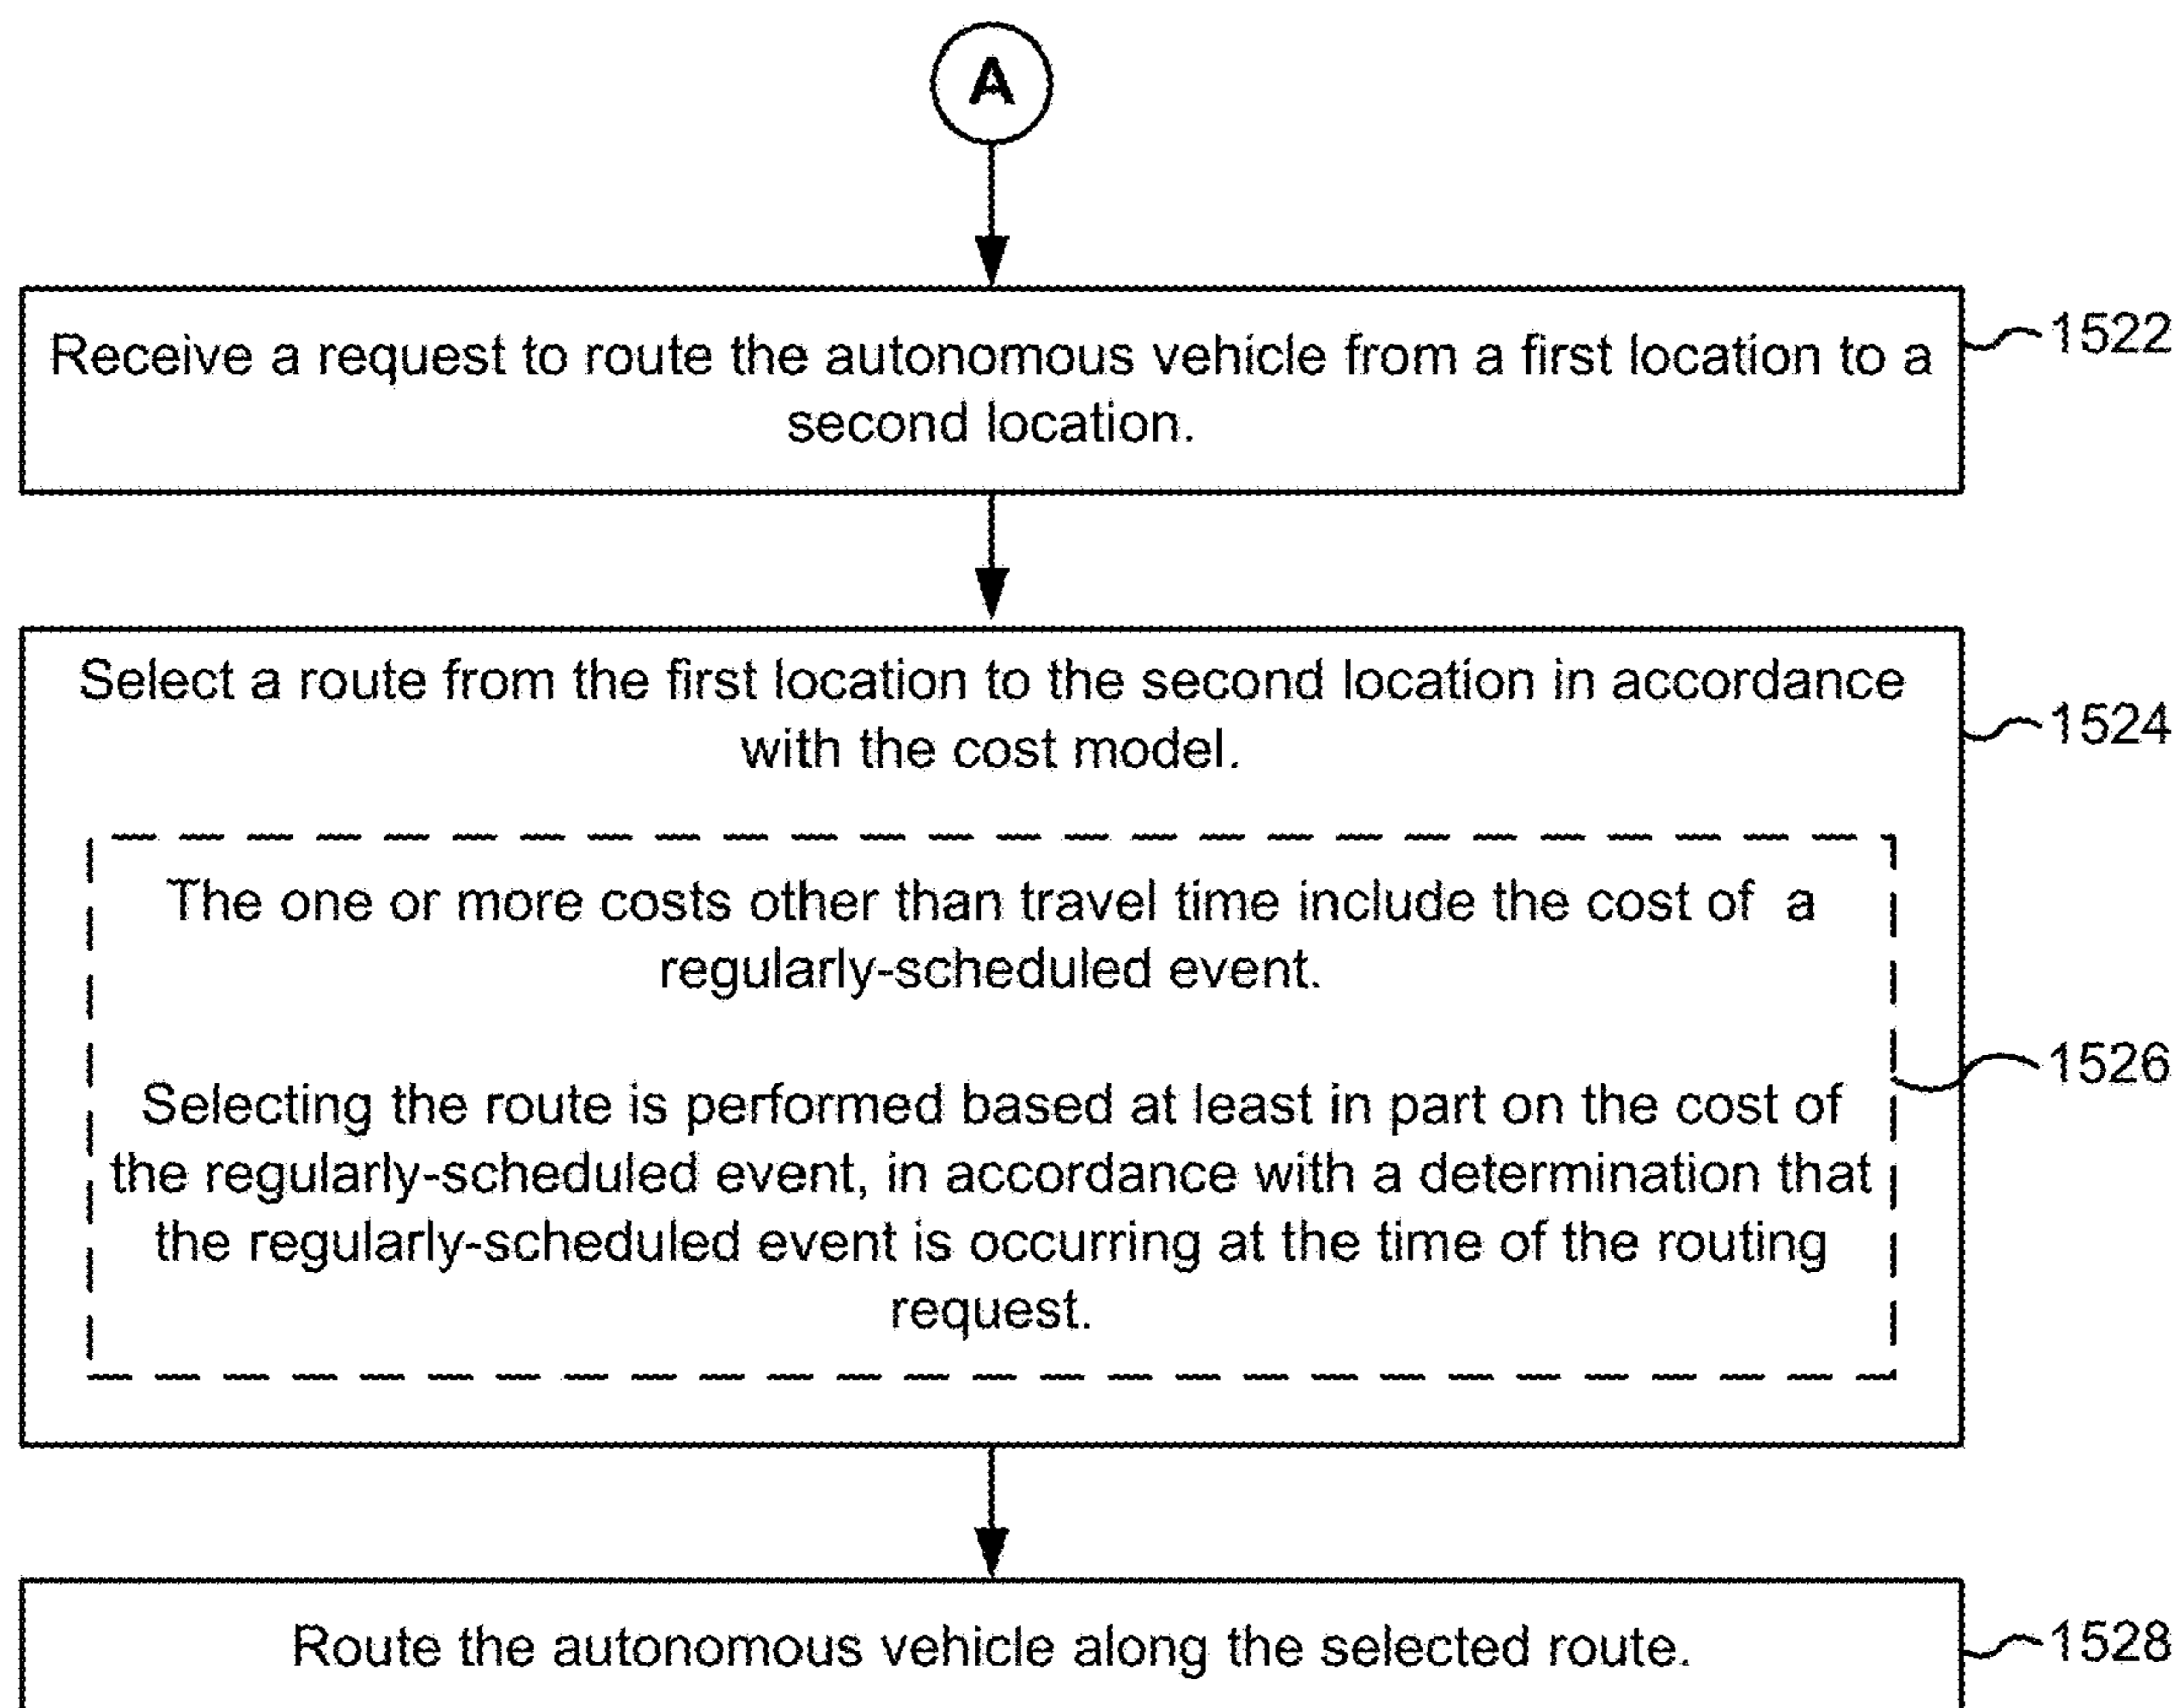 A
Receive a request to route the autonomous vehicle from a first location to a
second location.
1522
Select a route from the first location to the second location in accordance
with the cost model.
1524
The one or more costs other than travel time include the cost of a
regularly-scheduled event.
Selecting the route is performed based at least in part on the cost of
the regularly-scheduled event, in accordance with a determination that
the regularly-scheduled event is occurring at the time of the routing
request.
1526
Route the autonomous vehicle along the selected route.
1528